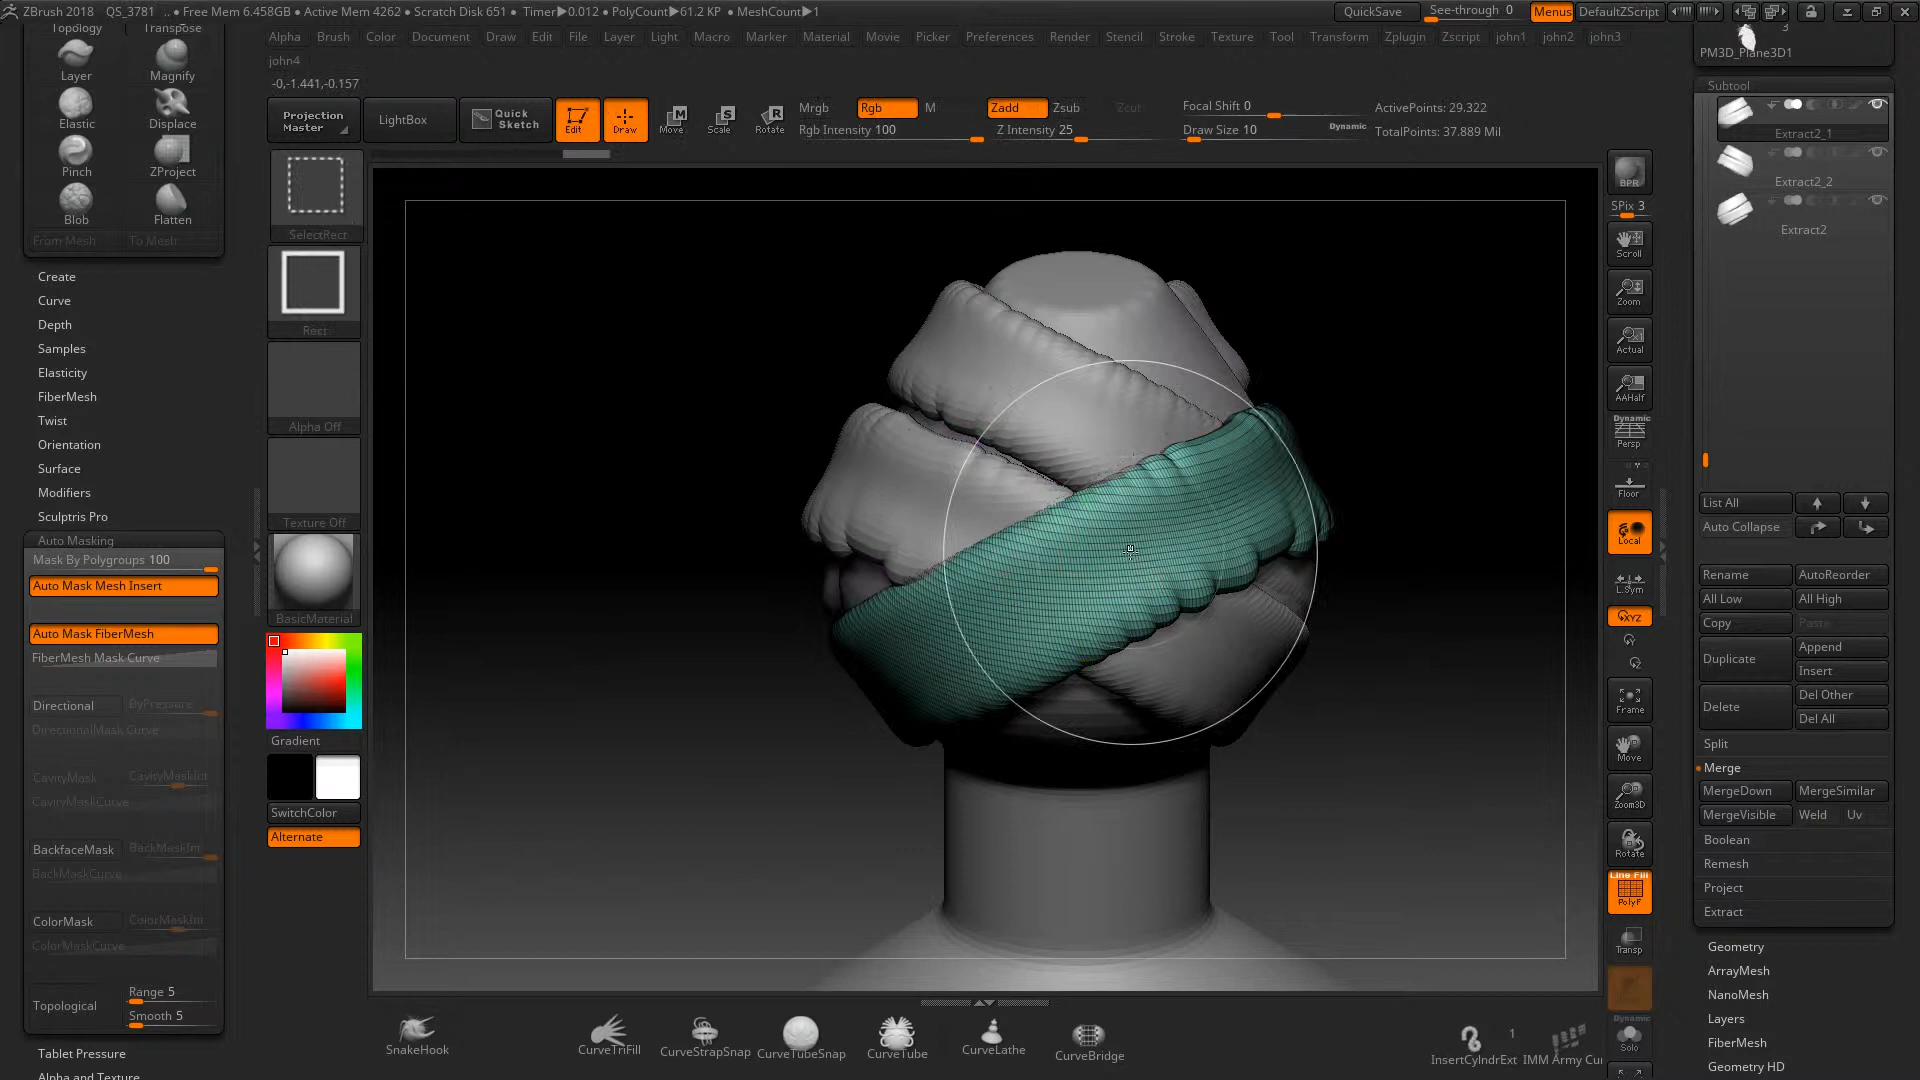 ZBrush 2018 QS_3781 .. • Free Mem 6.458GB • Active Mem 4262 • Scratch Disk 651 • Timer▶0.012 • PolyCount▶61.2 KP • MeshCount▶1 QuickSave See-through 0 Menus DefaultZScript
Alpha Brush Color Document Draw Edit File Layer Light Macro Marker Material Movie Picker Preferences Render Stencil Stroke Texture Tool Transform Zplugin Zscript john1 john2 john3
john4
-0,-1.441,-0.157
Projection Master
LightBox
Quick Sketch
Edit
Draw
Move
Scale
Rotate
Mrgb Rgb M
Rgb Intensity 100
Zadd Zsub Zcut
Z Intensity 25
Focal Shift 0
Draw Size 10 Dynamic
ActivePoints: 29.322
TotalPoints: 37.889 Mil
Topology Transpose
Layer Magnify
Elastic Displace
Pinch ZProject
Blob Flatten
From Mesh To Mesh
Create
Curve
Depth
Samples
Elasticity
FiberMesh
Twist
Orientation
Surface
Modifiers
Sculptris Pro
Auto Masking
Mask By Polygroups 100
Auto Mask Mesh Insert
Auto Mask FiberMesh
FiberMesh Mask Curve
Directional ByPressure
DirectionalMask Curve
CavityMask CavityMaskInt
CavityMaskCurve
BackfaceMask BackMaskInt
BackMaskCurve
ColorMask ColorMaskInt
ColorMaskCurve
Topological Range 5
Smooth 5
Tablet Pressure
Alpha and Texture
SelectRect
Rect
Alpha Off
Texture Off
BasicMaterial
Gradient
SwitchColor
Alternate
SnakeHook
CurveTriFill
CurveStrapSnap
CurveTubeSnap
CurveTube
CurveLathe
CurveBridge
InsertCylndrExt
1
IMM Army Cur
BPR
SPix 3
Scroll
Zoom
Actual
AAHalf
Dynamic
Persp
Floor
Local
L.Sym
XYZ
Frame
Move
Zoom3D
Rotate
Line Fill
PolyF
Transp
Dynamic
Solo
3
PM3D_Plane3D1
Subtool
Extract2_1
Extract2_2
Extract2
List All
Auto Collapse
Rename AutoReorder
All Low All High
Copy Paste
Duplicate Append
Insert
Delete Del Other
Del All
Split
Merge
MergeDown MergeSimilar
MergeVisible Weld Uv
Boolean
Remesh
Project
Extract
Geometry
ArrayMesh
NanoMesh
Layers
FiberMesh
Geometry HD